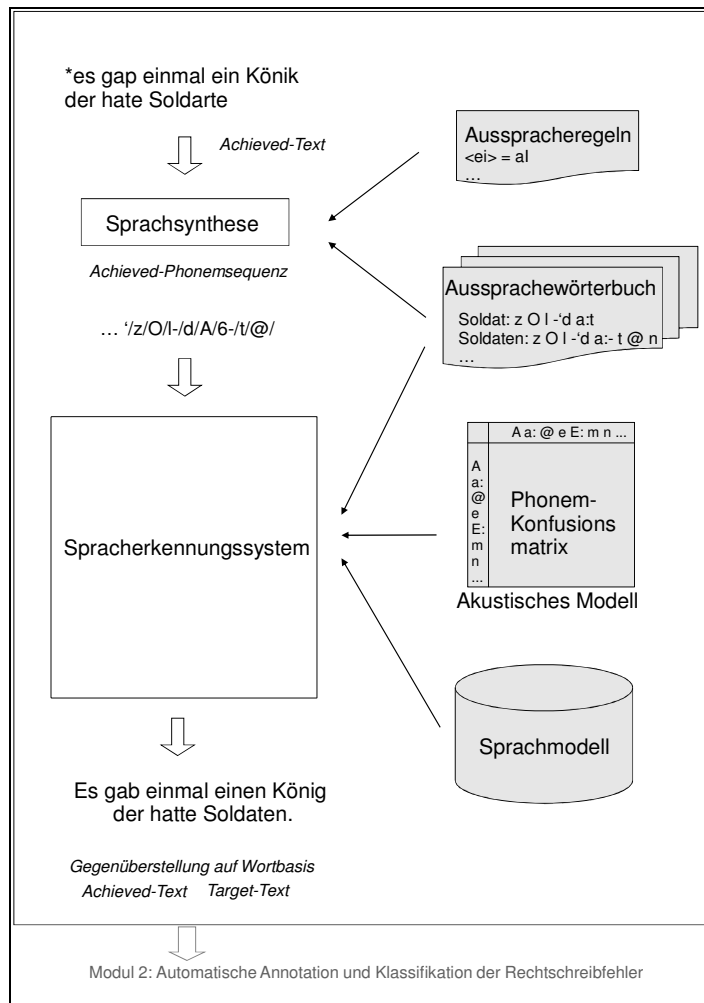 *es gap einmal ein Könik
der hate Soldarte
Achieved-Text
Ausspracheregeln
<ei> = aI
…
Sprachsynthese
Achieved-Phonemsequenz
… ‘/z/O/l-/d/A/6-/t/@/
Aussprachewörterbuch
Soldat: z O l -‘d a:t
Soldaten: z O l -‘d a:- t @ n
…
Spracherkennungssystem
A a: @ e E: m n ...
A
a:
@
e
E:
m
n
...
Phonem-
Konfusions
matrix
Akustisches Modell
Sprachmodell
Es gab einmal einen König
der hatte Soldaten.
Gegenüberstellung auf Wortbasis
Achieved-Text Target-Text
Modul 2: Automatische Annotation und Klassifikation der Rechtschreibfehler